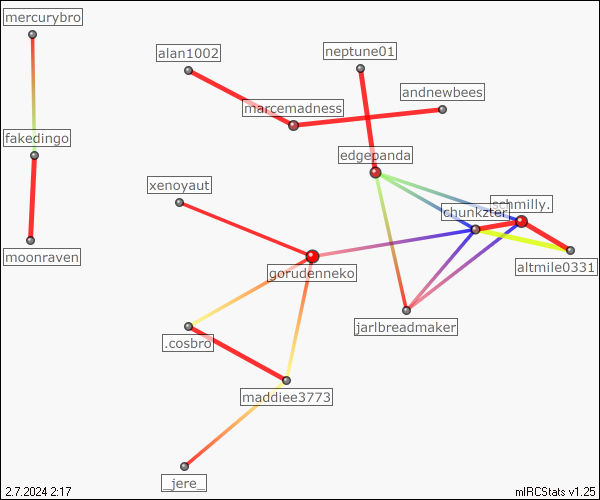 mercurybro
neptune01
alan1002
andnewbees
marcemadness
fakedingo
edgepanda
xenoyaut
schmilly.
chunkzter
moonraven
altmile0331
gorudenneko
jarlbreadmaker
.cosbro
maddiee3773
_jere_
2.7.2024 2:17
mIRCStats v1.25